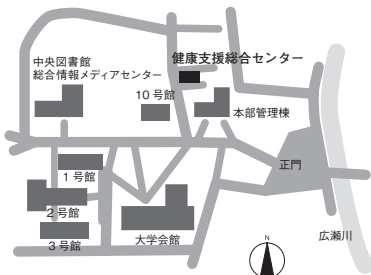 健康支援総合センター
中央図書館
総合情報メディアセンター
10号館
本部管理棟
1号館
正門
2号館
大学会館
3号館
広瀬川
N